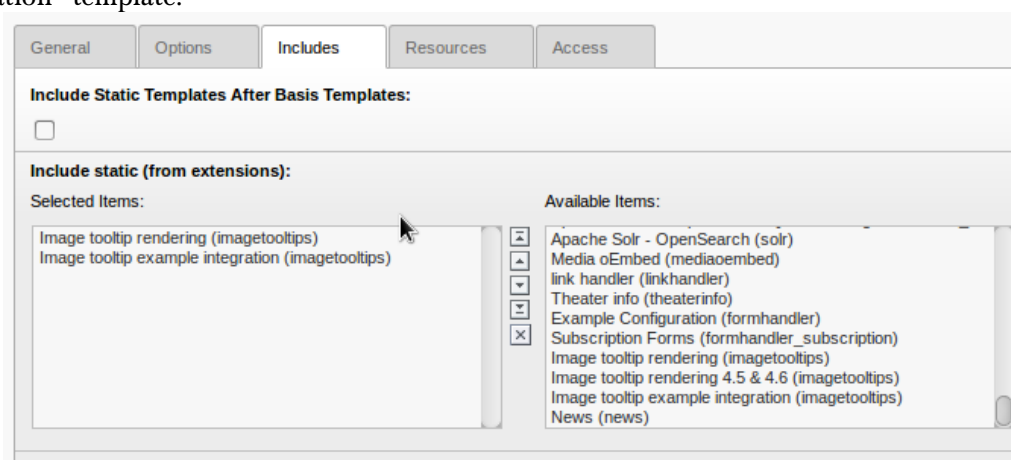 template.
General Options Includes Resources Access
Include Static Templates After Basis Templates:
Include static (from extensions):
Selected Items: Available Items:
Image tooltip rendering (imagetooltips)
Image tooltip example integration (imagetooltips)
Apache Solr - OpenSearch (solr)
Media oEmbed (mediaoembed)
link handler (linkhandler)
Theater info (theaterinfo)
Example Configuration (formhandler)
Subscription Forms (formhandler_subscription)
Image tooltip rendering (imagetooltips)
Image tooltip rendering 4.5 & 4.6 (imagetooltips)
Image tooltip example integration (imagetooltips)
News (news)